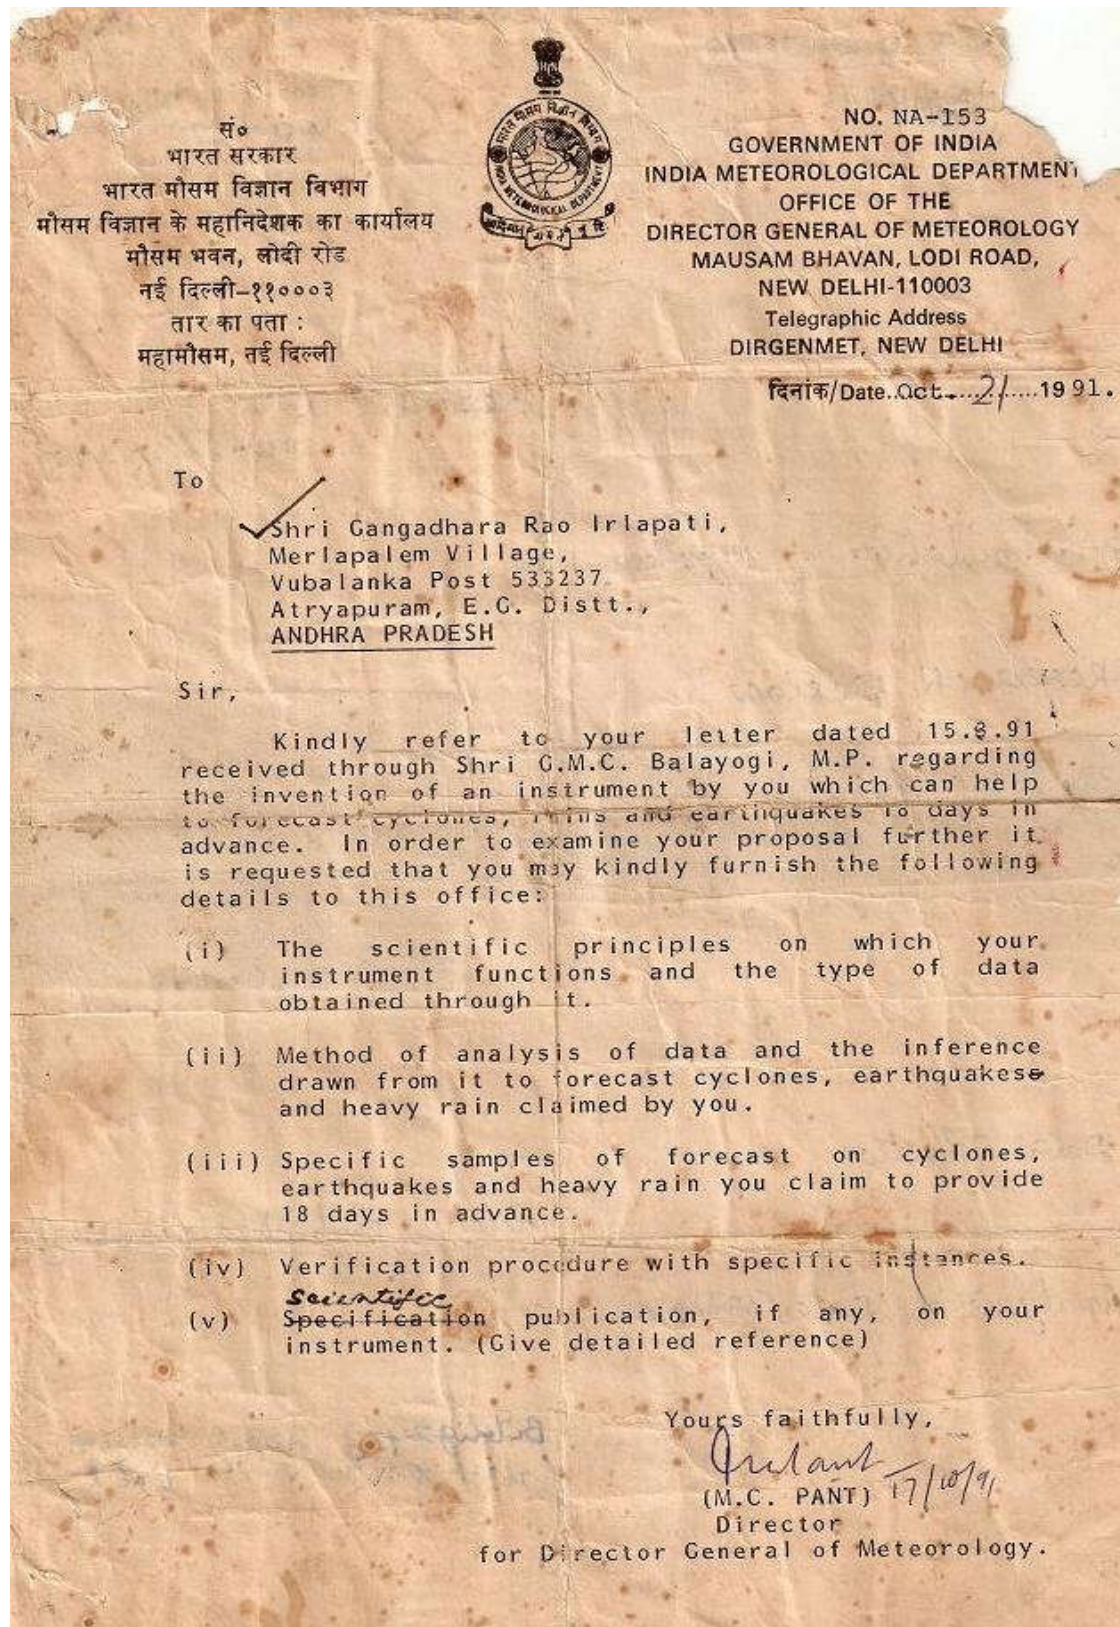 सं०
भारत सरकार
भारत मौसम विज्ञान विभाग
मौसम विज्ञान के महानिदेशक का कार्यालय
मौसम भवन, लोदी रोड
नई दिल्ली–११०००३
तार का पता :
महामौसम, नई दिल्ली
भारत मौसम विज्ञान विभाग
INDIA METEOROLOGICAL DEPARTMENT
NO. NA-153
GOVERNMENT OF INDIA
INDIA METEOROLOGICAL DEPARTMENT
OFFICE OF THE
DIRECTOR GENERAL OF METEOROLOGY
MAUSAM BHAVAN, LODI ROAD,
NEW DELHI-110003
Telegraphic Address
DIRGENMET, NEW DELHI
दिनांक/Date..Oct.....21.....1991.
To
Shri Gangadhara Rao Irlapati,
Merlapalem Village,
Vubalanka Post 533237
Atryapuram, E.G. Distt.,
ANDHRA PRADESH
Sir,
Kindly refer to your letter dated 15.8.91
received through Shri G.M.C. Balayogi, M.P. regarding
the invention of an instrument by you which can help
to forecast cyclones, rains and earthquakes 18 days in
advance. In order to examine your proposal further it
is requested that you may kindly furnish the following
details to this office:
(i) The scientific principles on which your
instrument functions and the type of data
obtained through it.
(ii) Method of analysis of data and the inference
drawn from it to forecast cyclones, earthquakes
and heavy rain claimed by you.
(iii) Specific samples of forecast on cyclones,
earthquakes and heavy rain you claim to provide
18 days in advance.
(iv) Verification procedure with specific instances.
Scientific
(v) Specification publication, if any, on your
instrument. (Give detailed reference)
Yours faithfully,
17/10/91
(M.C. PANT)
Director
for Director General of Meteorology.